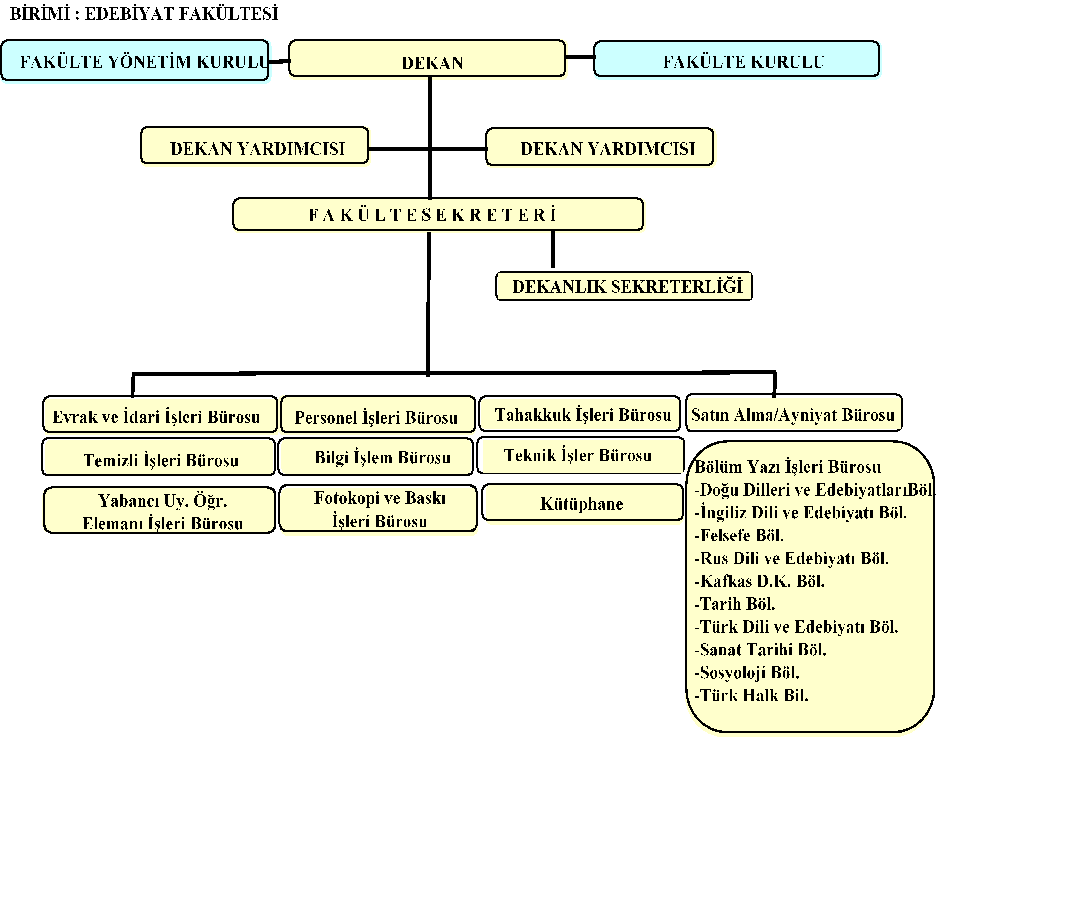 BİRİMİ : EDEBİYAT FAKÜLTESİ
FAKÜLTE YÖNETİM KURULU
DEKAN
FAKÜLTE KURULU
DEKAN YARDIMCISI
DEKAN YARDIMCISI
F A K Ü L T E S E K R E T E R İ
DEKANLIK SEKRETERLİĞİ
Evrak ve İdari İşleri Bürosu
Personel İşleri Bürosu
Tahakkuk İşleri Bürosu
Satın Alma/Ayniyat Bürosu
Temizli İşleri Bürosu
Bilgi İşlem Bürosu
Teknik İşler Bürosu
Yabancı Uy. Öğr.
Elemanı İşleri Bürosu
Fotokopi ve Baskı
İşleri Bürosu
Kütüphane
Bölüm Yazı İşleri Bürosu
-Doğu Dilleri ve EdebiyatlarıBöl.
-İngiliz Dili ve Edebiyatı Böl.
-Felsefe Böl.
-Rus Dili ve Edebiyatı Böl.
-Kafkas D.K. Böl.
-Tarih Böl.
-Türk Dili ve Edebiyatı Böl.
-Sanat Tarihi Böl.
-Sosyoloji Böl.
-Türk Halk Bil.